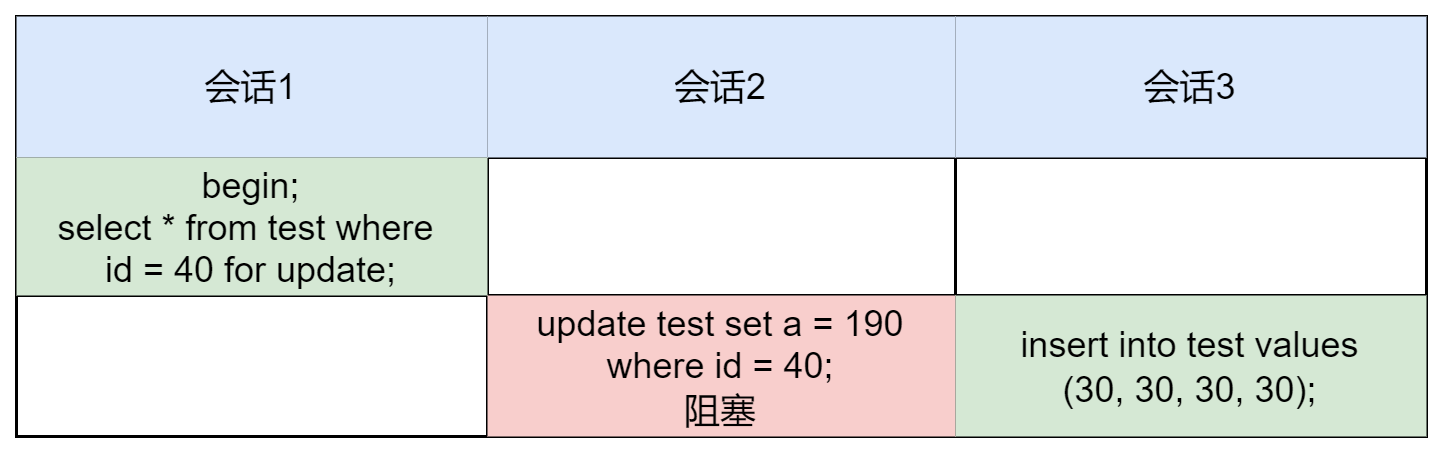 会话1
会话2
会话3
begin;
select * from test where
id = 40 for update;
update test set a = 190
where id = 40;
阻塞
insert into test values
(30, 30, 30, 30);